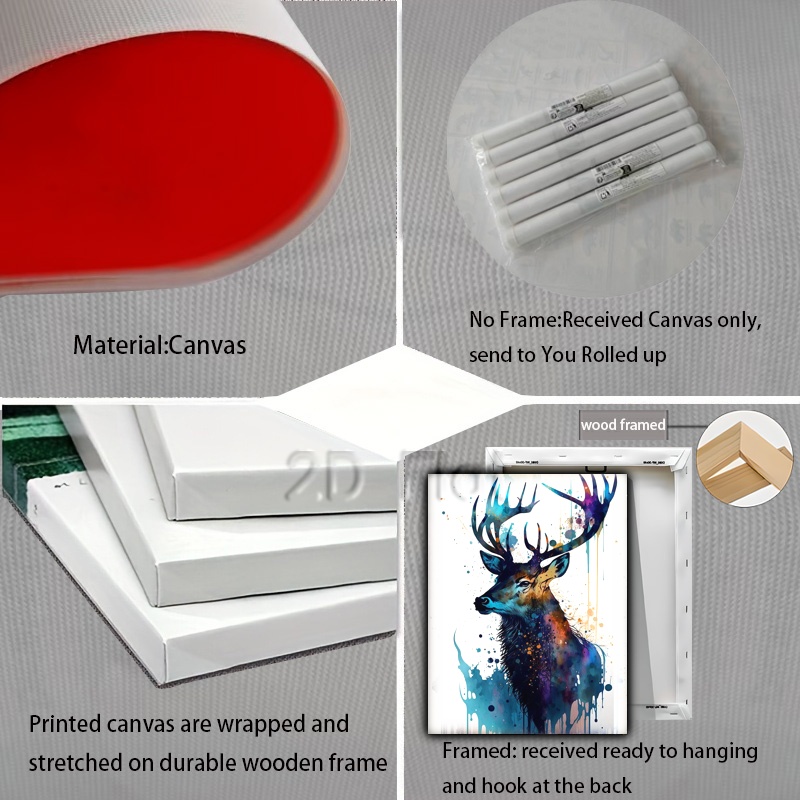 Material:Canvas
No Frame:Received Canvas only,
send to You Rolled up
wood framed
2D
Printed canvas are wrapped and
stretched on durable wooden frame
Framed: received ready to hanging
and hook at the back